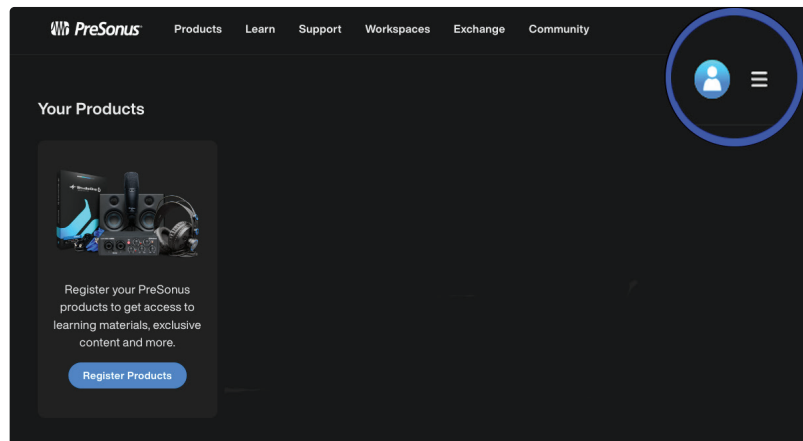 PreSonus Products Learn Support Workspaces Exchange Community
Your Products
Register your PreSonus
products to get access to
learning materials, exclusive
content and more.
Register Products